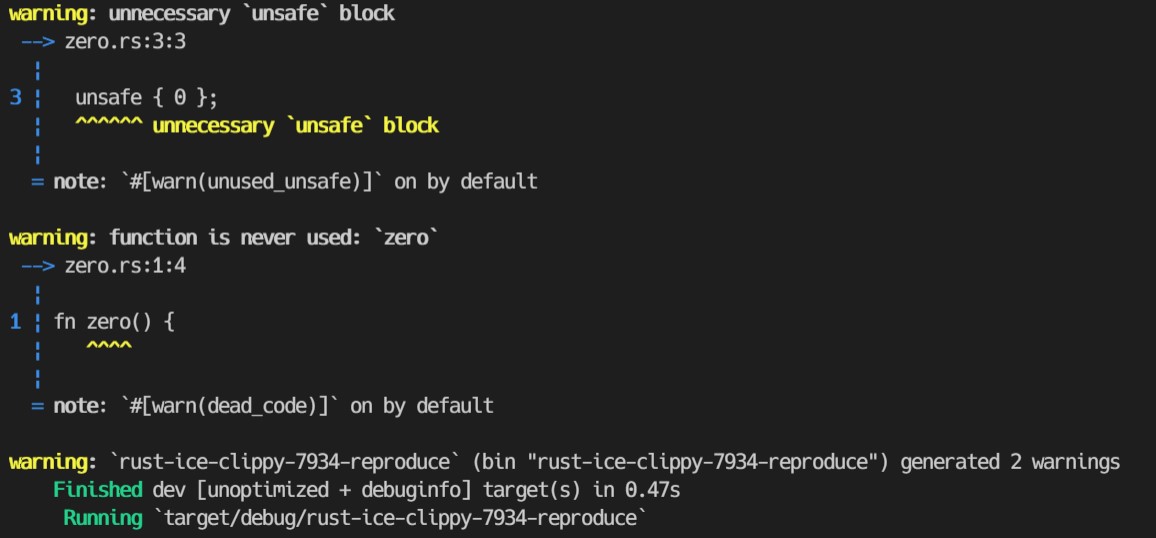 warning: unnecessary `unsafe` block
 --> zero.rs:3:3
  |
3 |   unsafe { 0 };
  |   ^^^^^^ unnecessary `unsafe` block
  |
  = note: `#[warn(unused_unsafe)]` on by default
warning: function is never used: `zero`
 --> zero.rs:1:4
  |
1 | fn zero() {
  |    ^^^^
  |
  = note: `#[warn(dead_code)]` on by default
warning: `rust-ice-clippy-7934-reproduce` (bin "rust-ice-clippy-7934-reproduce") generated 2 warnings
    Finished dev [unoptimized + debuginfo] target(s) in 0.47s
     Running `target/debug/rust-ice-clippy-7934-reproduce`